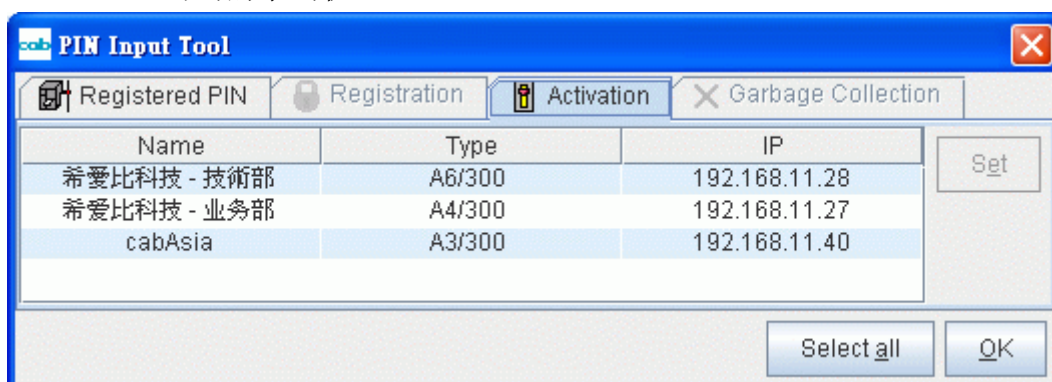 cab PIN Input Tool
Registered PIN Registration Activation Garbage Collection
Name Type IP
希爱比科技 - 技術部 A6/300 192.168.11.28
希爱比科技 - 业务部 A4/300 192.168.11.27
cabAsia A3/300 192.168.11.40
Set
Select all OK